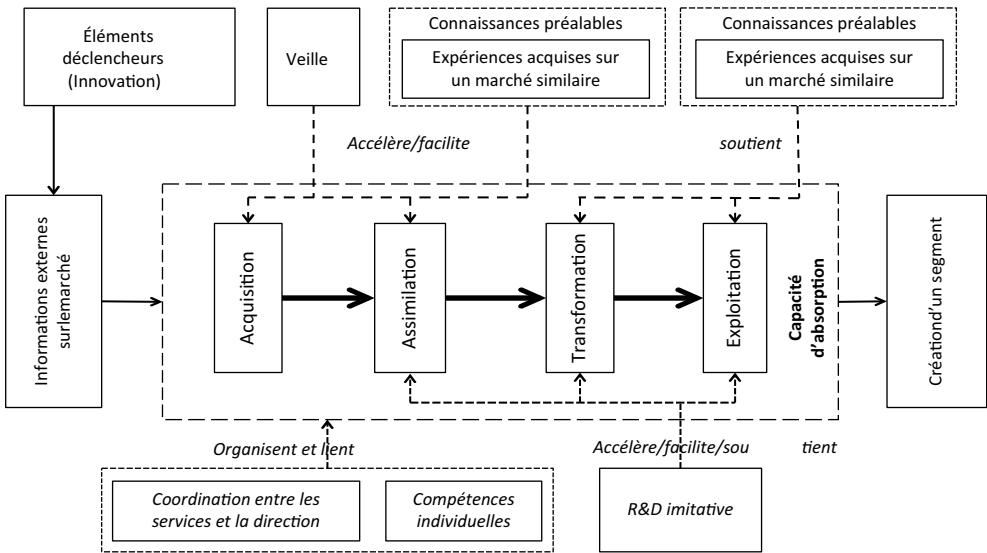 Éléments
déclencheurs
(Innovation)
Veille
Connaissances préalables
Expériences acquises sur
un marché similaire
Connaissances préalables
Expériences acquises sur
un marché similaire
Accélère/facilite
soutient
Informations externes
surlemarché
Acquisition
Assimilation
Transformation
Exploitation
Capacité
d'absorption
Créationd'un segment
Organisent et lient
Accélère/facilite/sou tient
Coordination entre les
services et la direction
Compétences
individuelles
R&D imitative